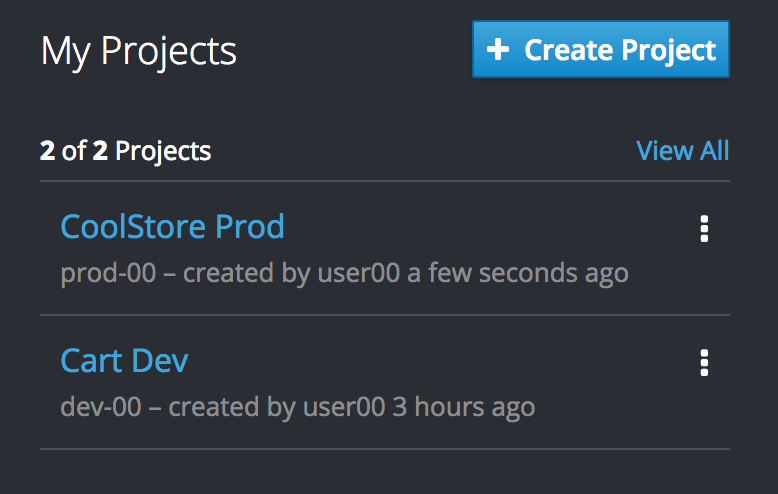 My Projects
+ Create Project
2 of 2 Projects
View All
CoolStore Prod
prod-00 – created by user00 a few seconds ago
Cart Dev
dev-00 – created by user00 3 hours ago